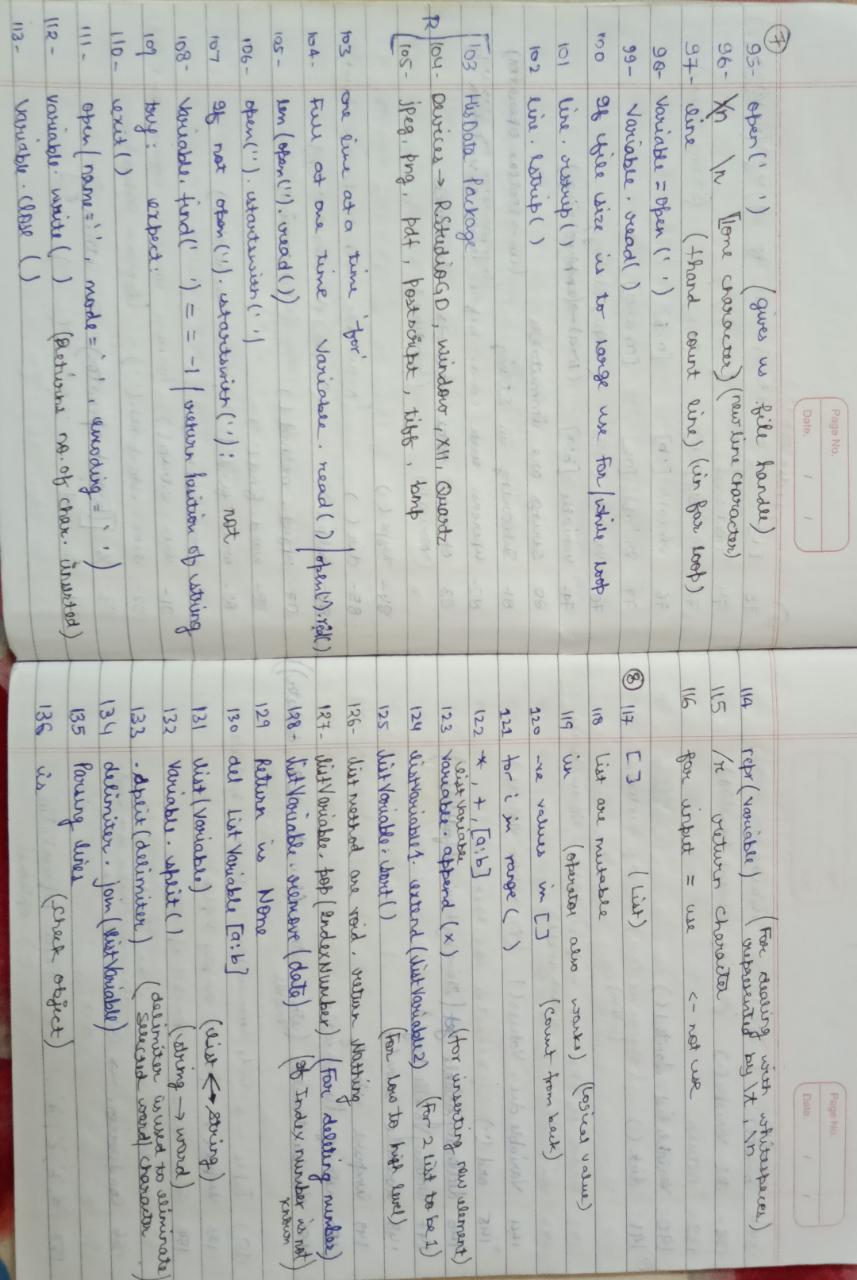 Page No.
Date. / /
7
95- open(' ') (gives us file handle)
96- \n [[one character) (newline character)
97- line (thand count line) (in for loop)
98- Variable = open(' ')
99- Variable. read()
100 If file size is to large use for/while loop
101 line. rstrip()
102 line. lstrip()
R
103 HisData Package
104- Devices → RStudioGD, window, X11, Quartz
105- jpeg, png, pdf, postscript, tiff, bmp
103 one line at a time 'for'
104- Full at one time, Variable. read() / open(').rd()
105- len(open(''). read())
106- open(''). startswith(' ')
107 If not open(''). startswith(' '): not
108- Variable. find(' ') == -1 / return position of string
109 try: expect:
110- exit()
111- open(name=' ', mode=' ', encoding=' ')
112- Variable. write( ) (Returns no. of char. inserted)
113- Variable. close ( )
Page No.
Date. / /
114 repr(variable) (For dealing with whitespaces)
represented by \t, \n
115 /r return character
116 for input = use <- not use
8
117 [ ] (List)
118 List are mutable
119 in (operator also works) (logical value)
120 -ve values in [] (count from back)
121 for i in range( )
122 *, +, [a:b]
listVariable
123 variable. append(x) (for inserting new element)
124 listVariable1. extend(listVariable2) (For 2 list to be 1)
125 listVariable. sort() (For low to high level)
126- list method are void, return Nothing
127- listVariable. pop(IndexNumber) (For deleting number)
128- listVariable. remove(data) (If Index number is not known)
129 Return is None
130 del listVariable[a:b]
131 list(Variable) (list ↔ string)
132 Variable. split() (string → word)
133 . split(delimiter) (delimiter is used to eliminate selected word/character)
134 delimiter. join(listVariable)
135 Parsing lines
136 is (check object)